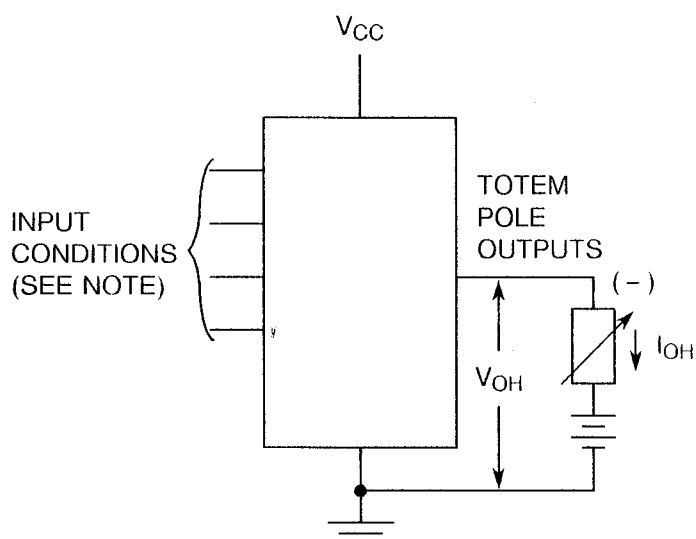 VCC
INPUT
CONDITIONS
(SEE NOTE)
TOTEM
POLE
OUTPUTS
(-)
IOH
VOH